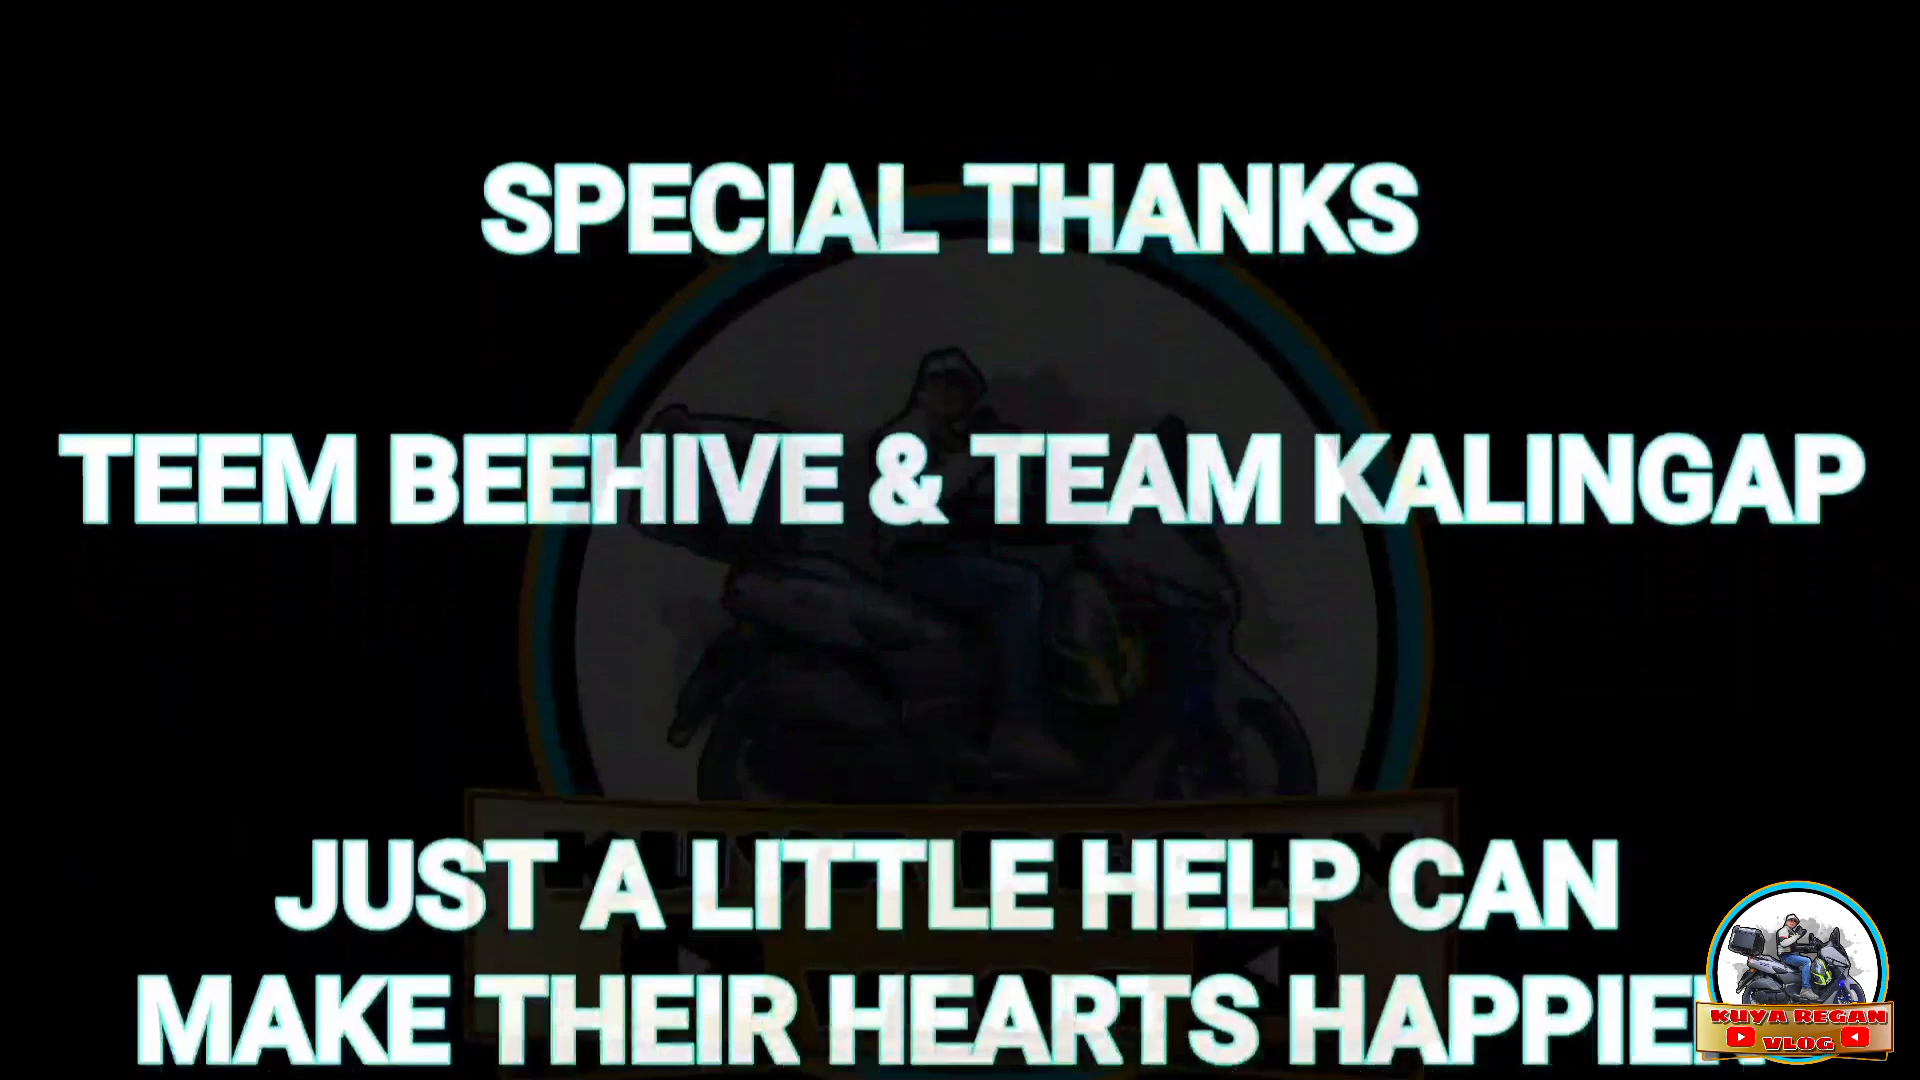 SPECIAL THANKS
TEEM BEEHIVE & TEAM KALINGAP
JUST A LITTLE HELP CAN
MAKE THEIR HEARTS HAPPIER
KUYA REGAN
VLOG